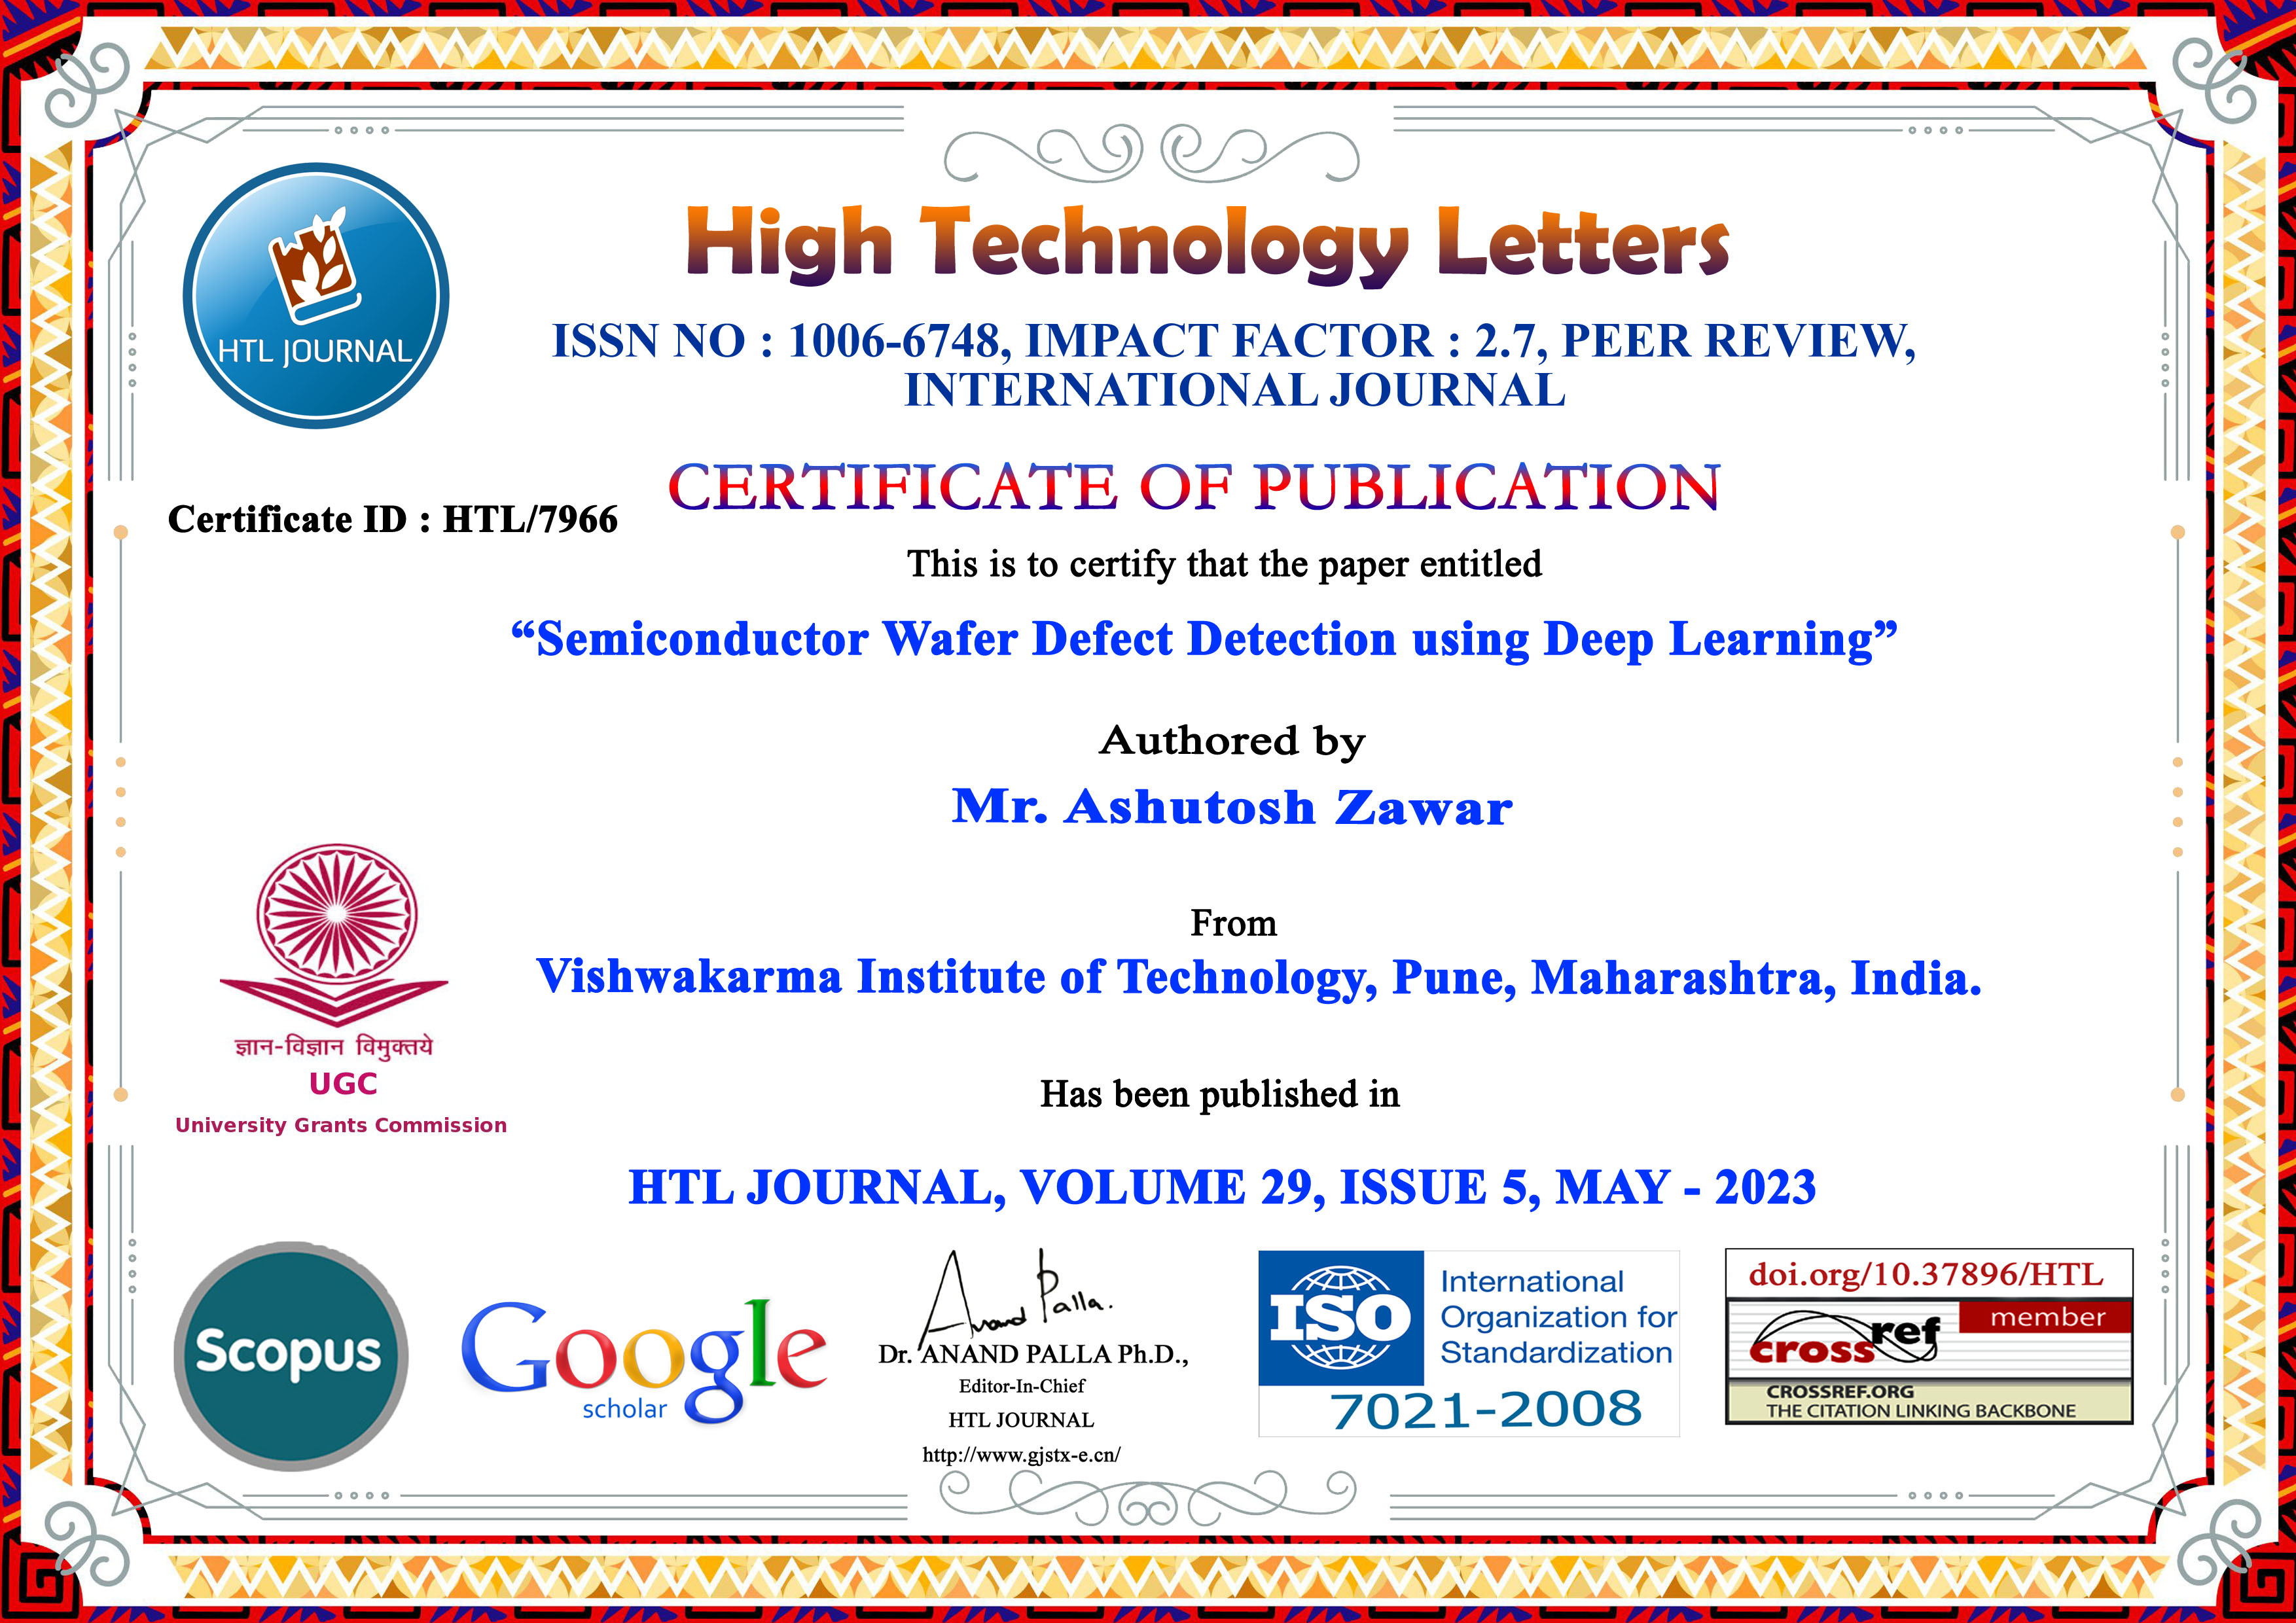 HTL JOURNAL
High Technology Letters
ISSN NO : 1006-6748, IMPACT FACTOR : 2.7, PEER REVIEW,
INTERNATIONAL JOURNAL
CERTIFICATE OF PUBLICATION
Certificate ID : HTL/7966
This is to certify that the paper entitled
“Semiconductor Wafer Defect Detection using Deep Learning”
Authored by
Mr. Ashutosh Zawar
From
Vishwakarma Institute of Technology, Pune, Maharashtra, India.
ज्ञान-विज्ञान विमुक्तये
UGC
University Grants Commission
Has been published in
HTL JOURNAL, VOLUME 29, ISSUE 5, MAY - 2023
Scopus
Google
scholar
Anand Palla.
Dr. ANAND PALLA Ph.D.,
Editor-In-Chief
HTL JOURNAL
http://www.gjstx-e.cn/
ISO
International
Organization for
Standardization
7021-2008
doi.org/10.37896/HTL
crossref
member
CROSSREF.ORG
THE CITATION LINKING BACKBONE